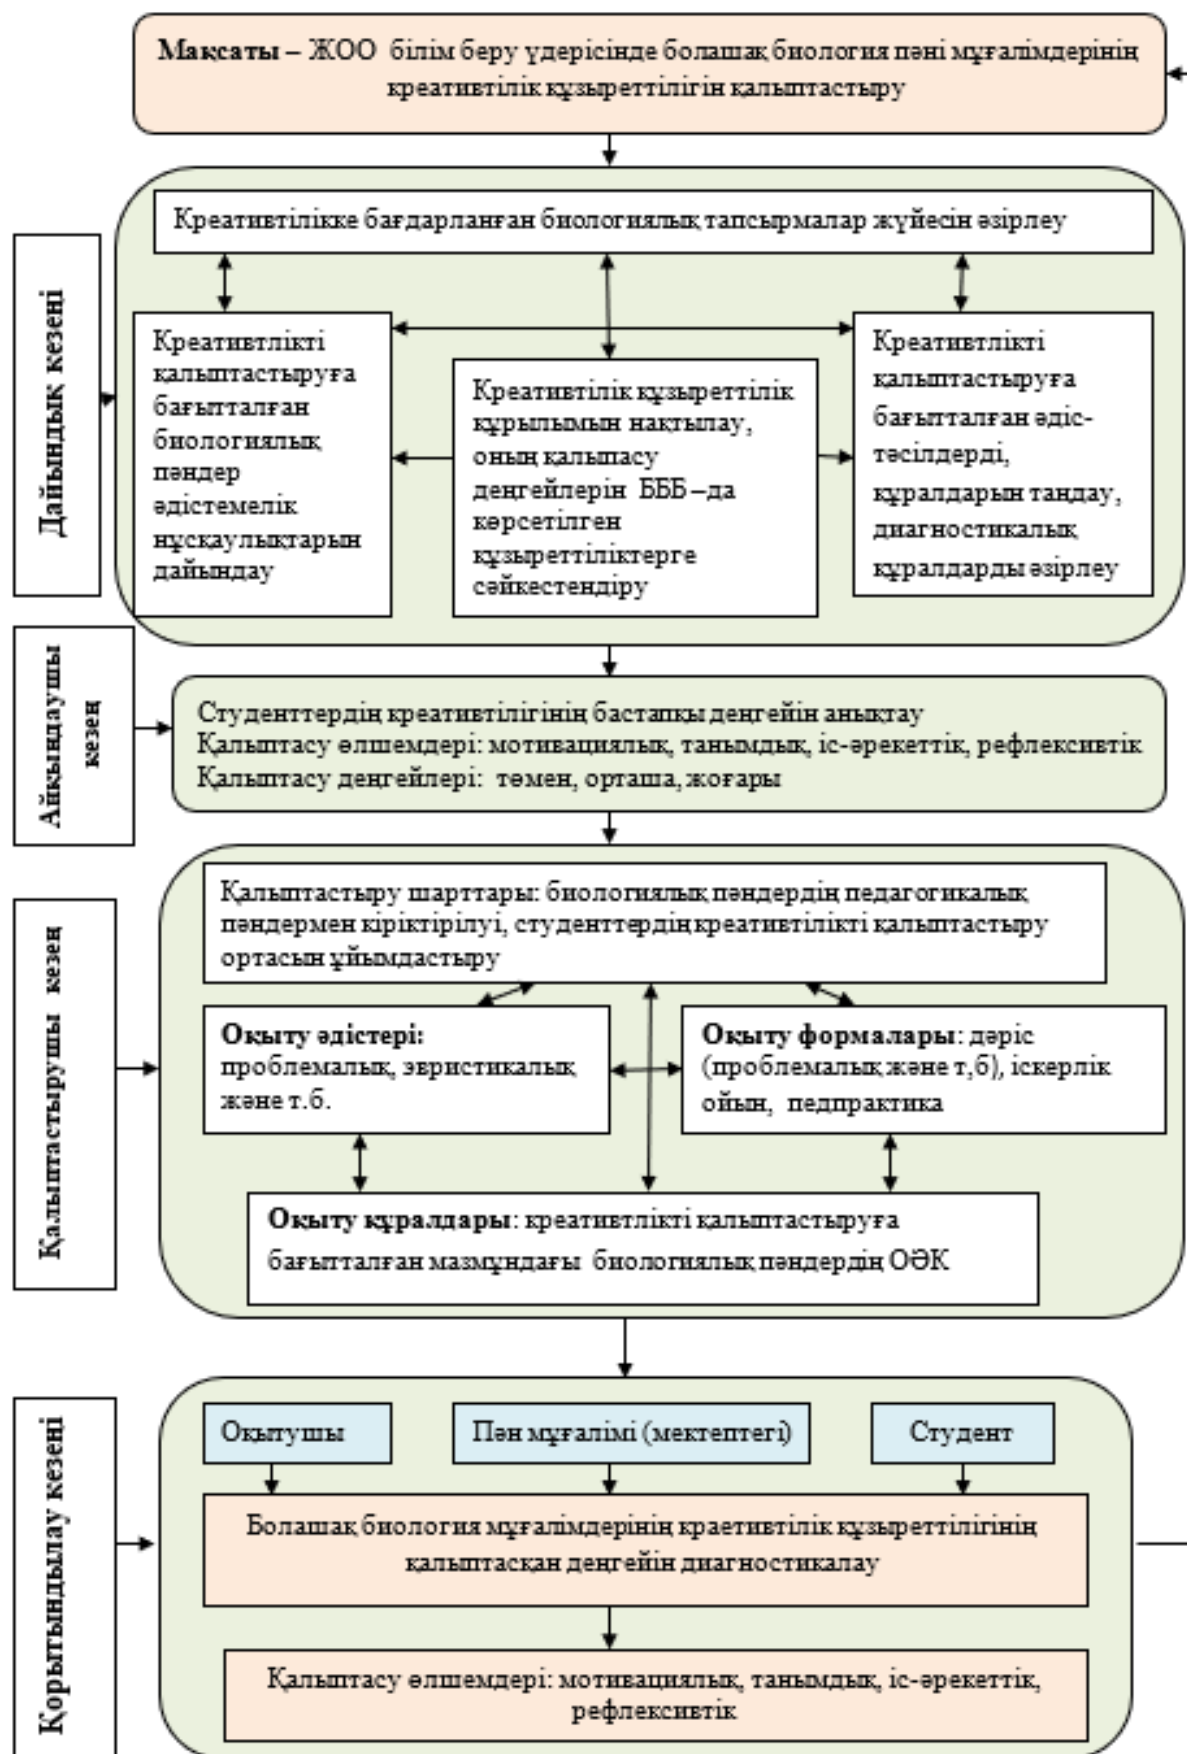 Мақсаты – ЖОО білім беру үдерісінде болашақ биология пәні мұғалімдерінің
креативтілік құзыреттілігін қалыптастыру
Дайындық кезеңі
Креативтілікке бағдарланған биологиялық тапсырмалар жүйесін әзірлеу
Креативтлікті
қалыптастыруға
бағытталған
биологиялық
пәндер
әдістемелік
нұсқаулықтарын
дайындау
Креативтілік құзыреттілік
құрылымын нақтылау,
оның қалыпасу
деңгейлерін БББ –да
көрсетілген
құзыреттіліктерге
сәйкестендіру
Креативтлікті
қалыптастыруға
бағытталған әдіс-
тәсілдерді,
құралдарын таңдау,
диагностикалық
құралдарды әзірлеу
Айқындаушы
кезең
Студенттердің креативтілігінің бастапқы деңгейін анықтау
Қалыптасу өлшемдері: мотивациялық, танымдық, іс-әрекеттік, рефлексивтік
Қалыптасу деңгейлері: төмен, орташа, жоғары
Қалыптастырушы кезең
Қалыптастыру шарттары: биологиялық пәндердің педагогикалық
пәндермен кіріктірілуі, студенттердің креативтілікті қалыптастыру
ортасын ұйымдастыру
Оқыту әдістері:
проблемалық, эвристикалық
және т.б.
Оқыту формалары: дәріс
(проблемалық және т,б), іскерлік
ойын, педпрактика
Оқыту құралдары: креативтлікті қалыптастыруға
бағытталған мазмұндағы биологиялық пәндердің ОӘК
Қорытындылау кезеңі
Оқытушы
Пән мұғалімі (мектептегі)
Студент
Болашақ биология мұғалімдерінің краетивтілік құзыреттілігінің
қалыптасқан деңгейін диагностикалау
Қалыптасу өлшемдері: мотивациялық, танымдық, іс-әрекеттік,
рефлексивтік